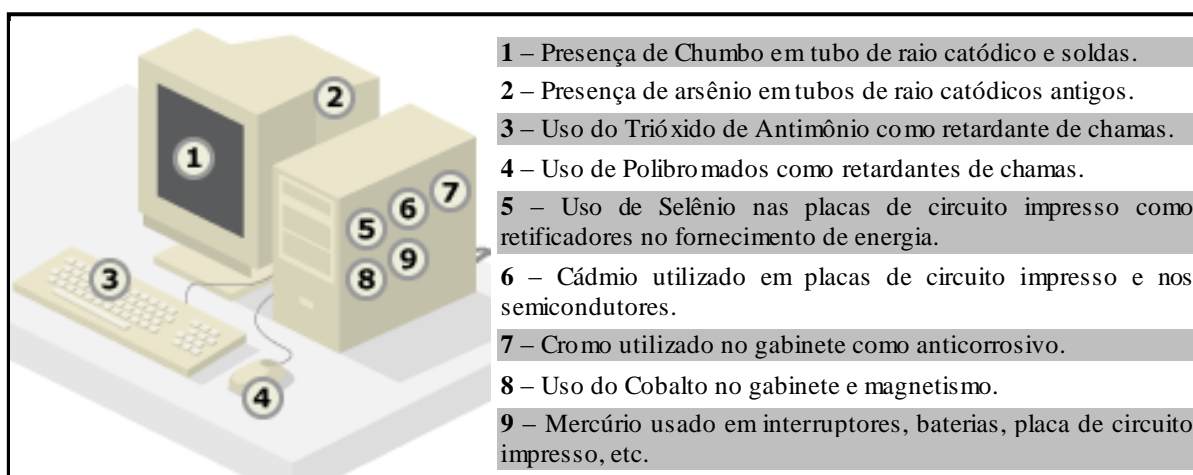 1
2
3
4
5
6
7
8
9
1 – Presença de Chumbo em tubo de raio catódico e soldas.
2 – Presença de arsênio em tubos de raio catódicos antigos.
3 – Uso do Trióxido de Antimônio como retardante de chamas.
4 – Uso de Polibromados como retardantes de chamas.
5 – Uso de Selênio nas placas de circuito impresso como
retificadores no fornecimento de energia.
6 – Cádmio utilizado em placas de circuito impresso e nos
semicondutores.
7 – Cromo utilizado no gabinete como anticorrosivo.
8 – Uso do Cobalto no gabinete e magnetismo.
9 – Mercúrio usado em interruptores, baterias, placa de circuito
impresso, etc.